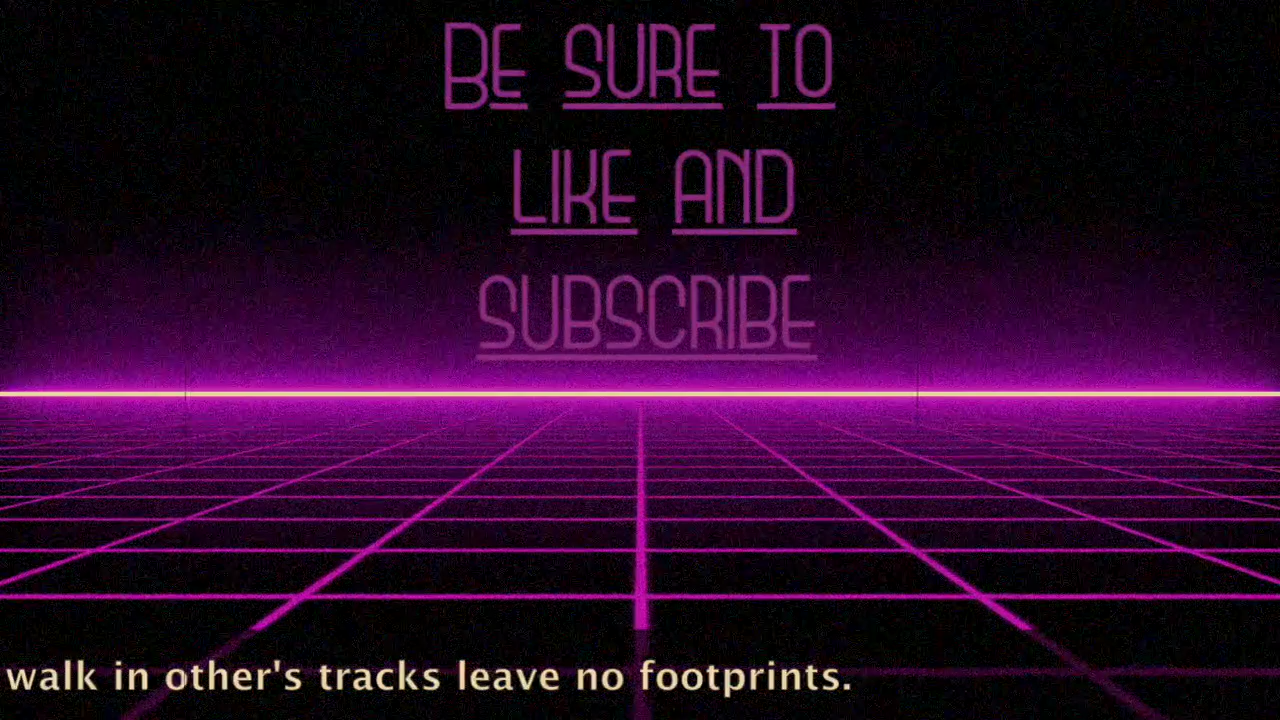 BE SURE TO
LIKE AND
SUBSCRIBE
walk in other's tracks leave no footprints.